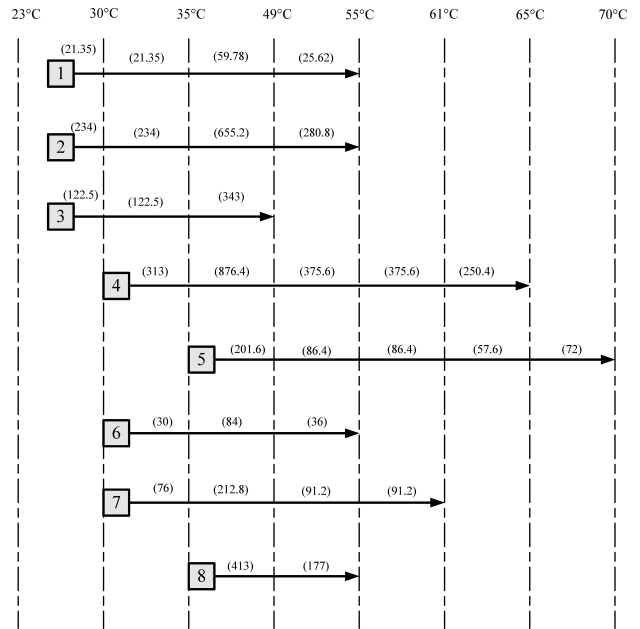 23°C 30°C 35°C 49°C 55°C 61°C 65°C 70°C
(21.35) (21.35) (59.78) (25.62)
1
(234) (234) (655.2) (280.8)
2
(122.5) (122.5) (343)
3
(313) (876.4) (375.6) (375.6) (250.4)
4
(201.6) (86.4) (86.4) (57.6) (72)
5
(30) (84) (36)
6
(76) (212.8) (91.2) (91.2)
7
(413) (177)
8